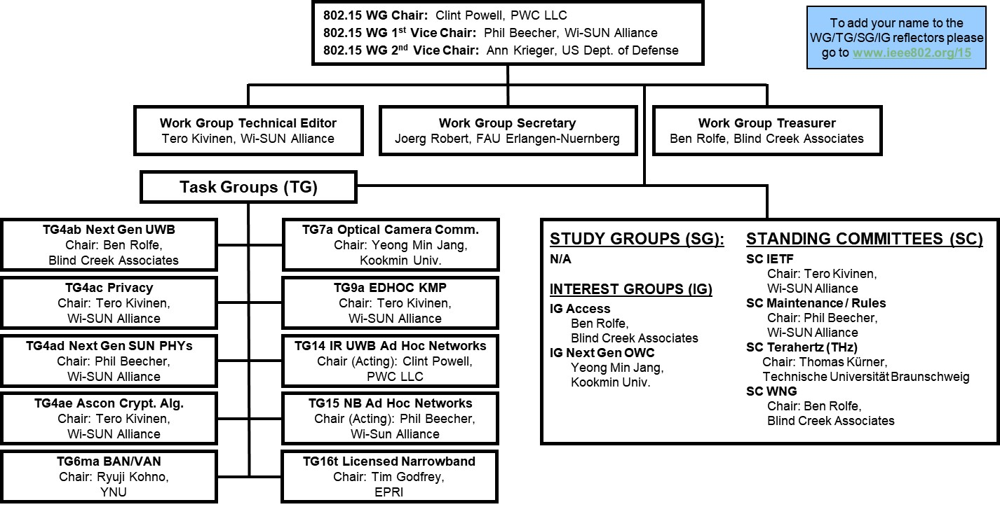 802.15 WG Chair: Clint Powell, PWC LLC
802.15 WG 1st Vice Chair: Phil Beecher, Wi-SUN Alliance
802.15 WG 2nd Vice Chair: Ann Krieger, US Dept. of Defense
To add your name to the
WG/TG/SG/IG reflectors please
go to www.ieee802.org/15
Work Group Technical Editor
Tero Kivinen, Wi-SUN Alliance
Work Group Secretary
Joerg Robert, FAU Erlangen-Nuernberg
Work Group Treasurer
Ben Rolfe, Blind Creek Associates
Task Groups (TG)
TG4ab Next Gen UWB
Chair: Ben Rolfe,
Blind Creek Associates
TG7a Optical Camera Comm.
Chair: Yeong Min Jang,
Kookmin Univ.
TG4ac Privacy
Chair: Tero Kivinen,
Wi-SUN Alliance
TG9a EDHOC KMP
Chair: Tero Kivinen,
Wi-SUN Alliance
TG4ad Next Gen SUN PHYs
Chair: Phil Beecher,
Wi-SUN Alliance
TG14 IR UWB Ad Hoc Networks
Chair (Acting): Clint Powell,
PWC LLC
TG4ae Ascon Crypt. Alg.
Chair: Tero Kivinen,
Wi-SUN Alliance
TG15 NB Ad Hoc Networks
Chair (Acting): Phil Beecher,
Wi-Sun Alliance
TG6ma BAN/VAN
Chair: Ryuji Kohno,
YNU
TG16t Licensed Narrowband
Chair: Tim Godfrey,
EPRI
STUDY GROUPS (SG):
N/A
INTEREST GROUPS (IG)
IG Access
Ben Rolfe,
Blind Creek Associates
IG Next Gen OWC
Yeong Min Jang,
Kookmin Univ.
STANDING COMMITTEES (SC)
SC IETF
Chair: Tero Kivinen,
Wi-SUN Alliance
SC Maintenance / Rules
Chair: Phil Beecher,
Wi-SUN Alliance
SC Terahertz (THz)
Chair: Thomas Kürner,
Technische Universität Braunschweig
SC WNG
Chair: Ben Rolfe,
Blind Creek Associates